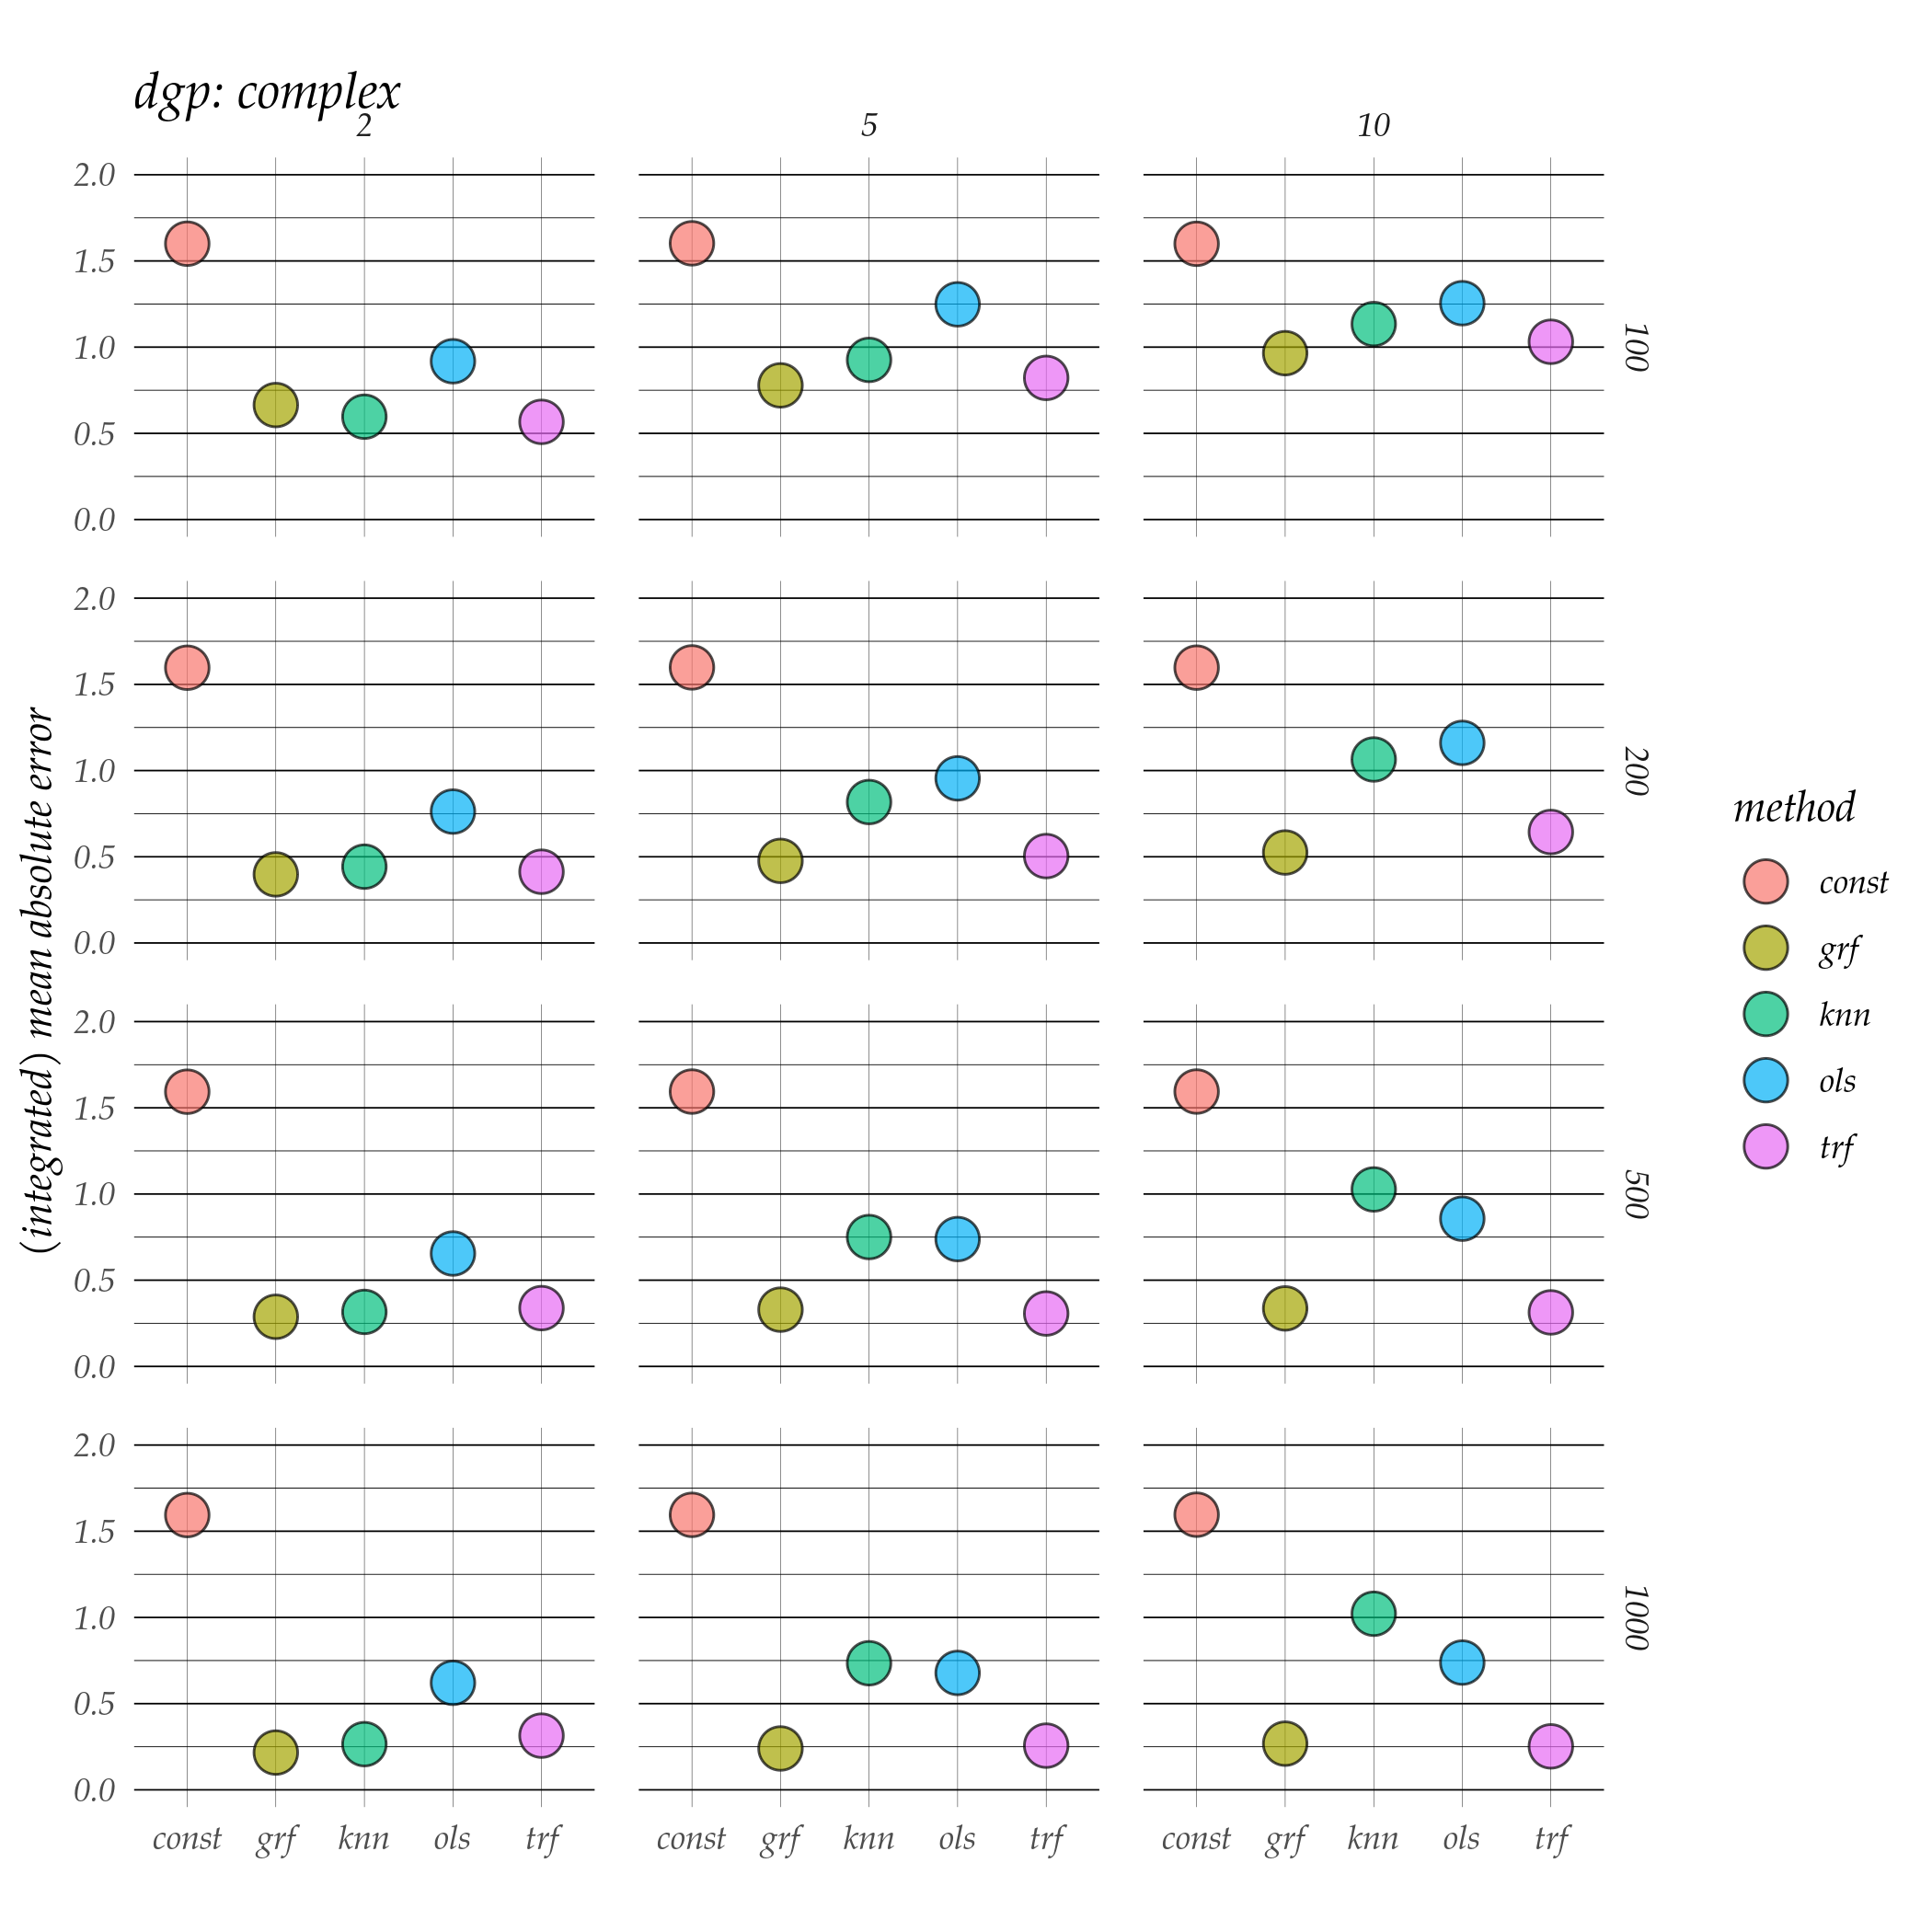 dgp: complex
2 5 10
2.0
1.5
1.0
0.5
0.0
100
2.0
1.5
1.0
0.5
0.0
200
2.0
1.5
1.0
0.5
0.0
500
2.0
1.5
1.0
0.5
0.0
1000
const grf knn ols trf const grf knn ols trf const grf knn ols trf
(integrated) mean absolute error
method
const
grf
knn
ols
trf